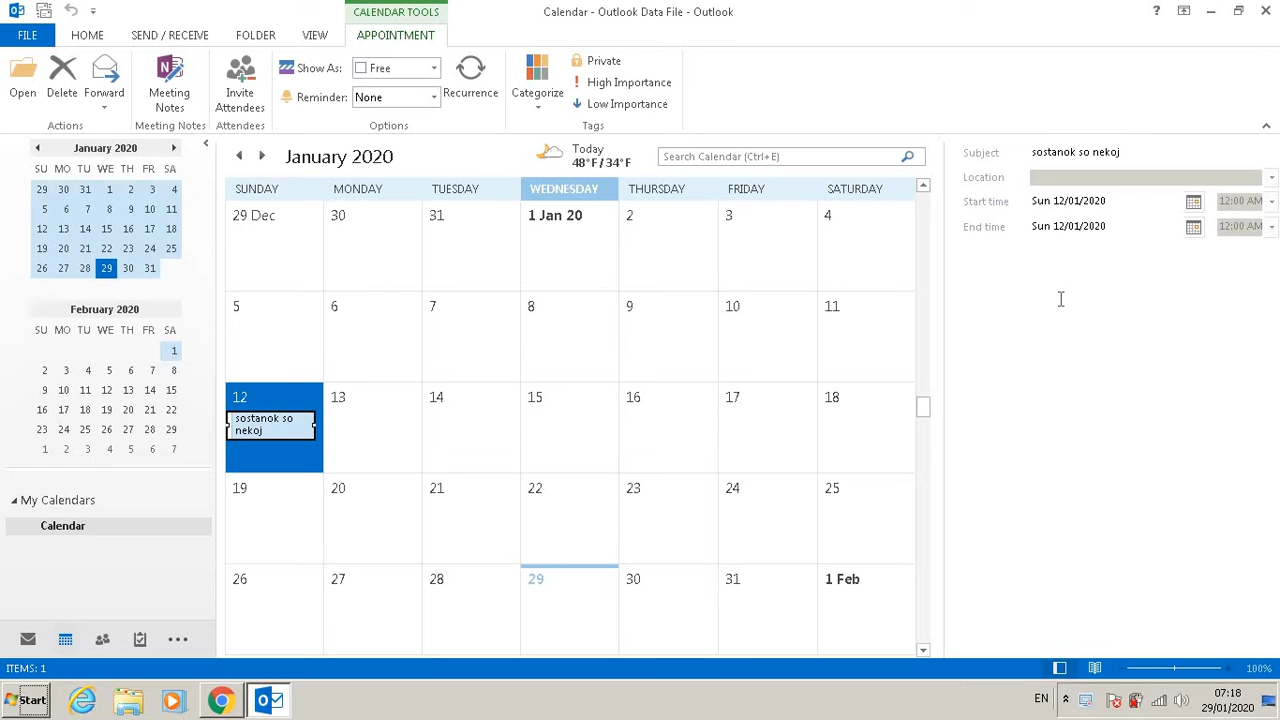 CALENDAR TOOLS
Calendar - Outlook Data File - Outlook
?
FILE HOME SEND / RECEIVE FOLDER VIEW APPOINTMENT
Open
Delete
Forward
Actions
Meeting Notes
Meeting Notes
Invite Attendees
Attendees
Show As: Free
Reminder: None
Recurrence
Options
Categorize
Private
High Importance
Low Importance
Tags
January 2020
SU MO TU WE TH FR SA
29 30 31 1 2 3 4
5 6 7 8 9 10 11
12 13 14 15 16 17 18
19 20 21 22 23 24 25
26 27 28 29 30 31
February 2020
SU MO TU WE TH FR SA
1
2 3 4 5 6 7 8
9 10 11 12 13 14 15
16 17 18 19 20 21 22
23 24 25 26 27 28 29
1 2 3 4 5 6 7
My Calendars
Calendar
January 2020
Today
48°F / 34°F
Search Calendar (Ctrl+E)
SUNDAY MONDAY TUESDAY WEDNESDAY THURSDAY FRIDAY SATURDAY
29 Dec 30 31 1 Jan 20 2 3 4
5 6 7 8 9 10 11
12 13 14 15 16 17 18
sostanok so
nekoj
19 20 21 22 23 24 25
26 27 28 29 30 31 1 Feb
Subject sostanok so nekoj
Location
Start time Sun 12/01/2020 12:00 AM
End time Sun 12/01/2020 12:00 AM
ITEMS: 1
100%
Start
EN
07:18
29/01/2020